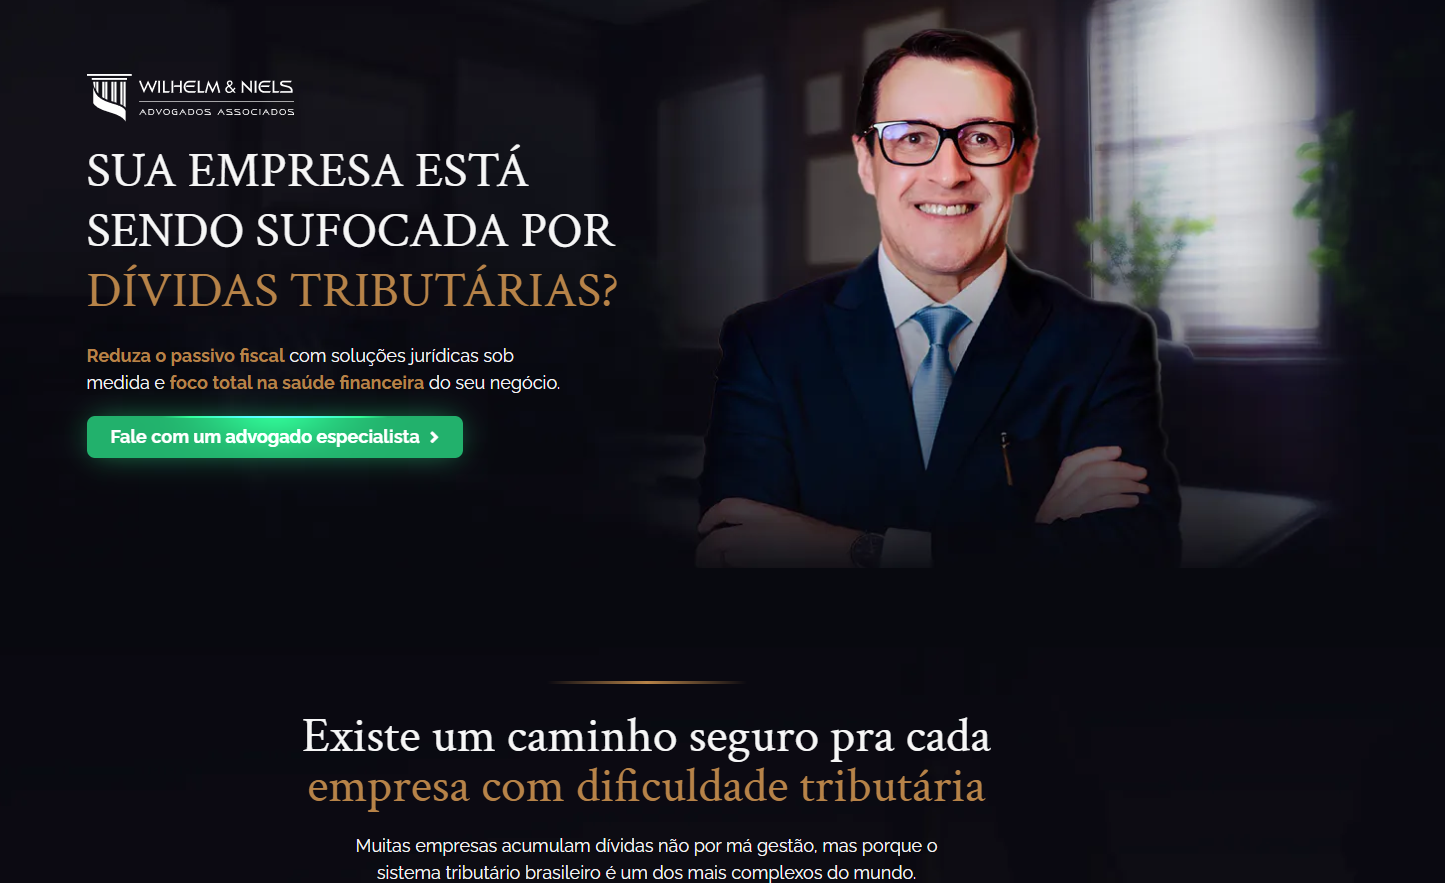 WILHELM & NIELS
ADVOGADOS ASSOCIADOS
SUA EMPRESA ESTÁ
SENDO SUFOCADA POR
DÍVIDAS TRIBUTÁRIAS?
Reduza o passivo fiscal com soluções jurídicas sob
medida e foco total na saúde financeira do seu negócio.
Fale com um advogado especialista
Existe um caminho seguro pra cada
empresa com dificuldade tributária
Muitas empresas acumulam dívidas não por má gestão, mas porque o
sistema tributário brasileiro é um dos mais complexos do mundo.